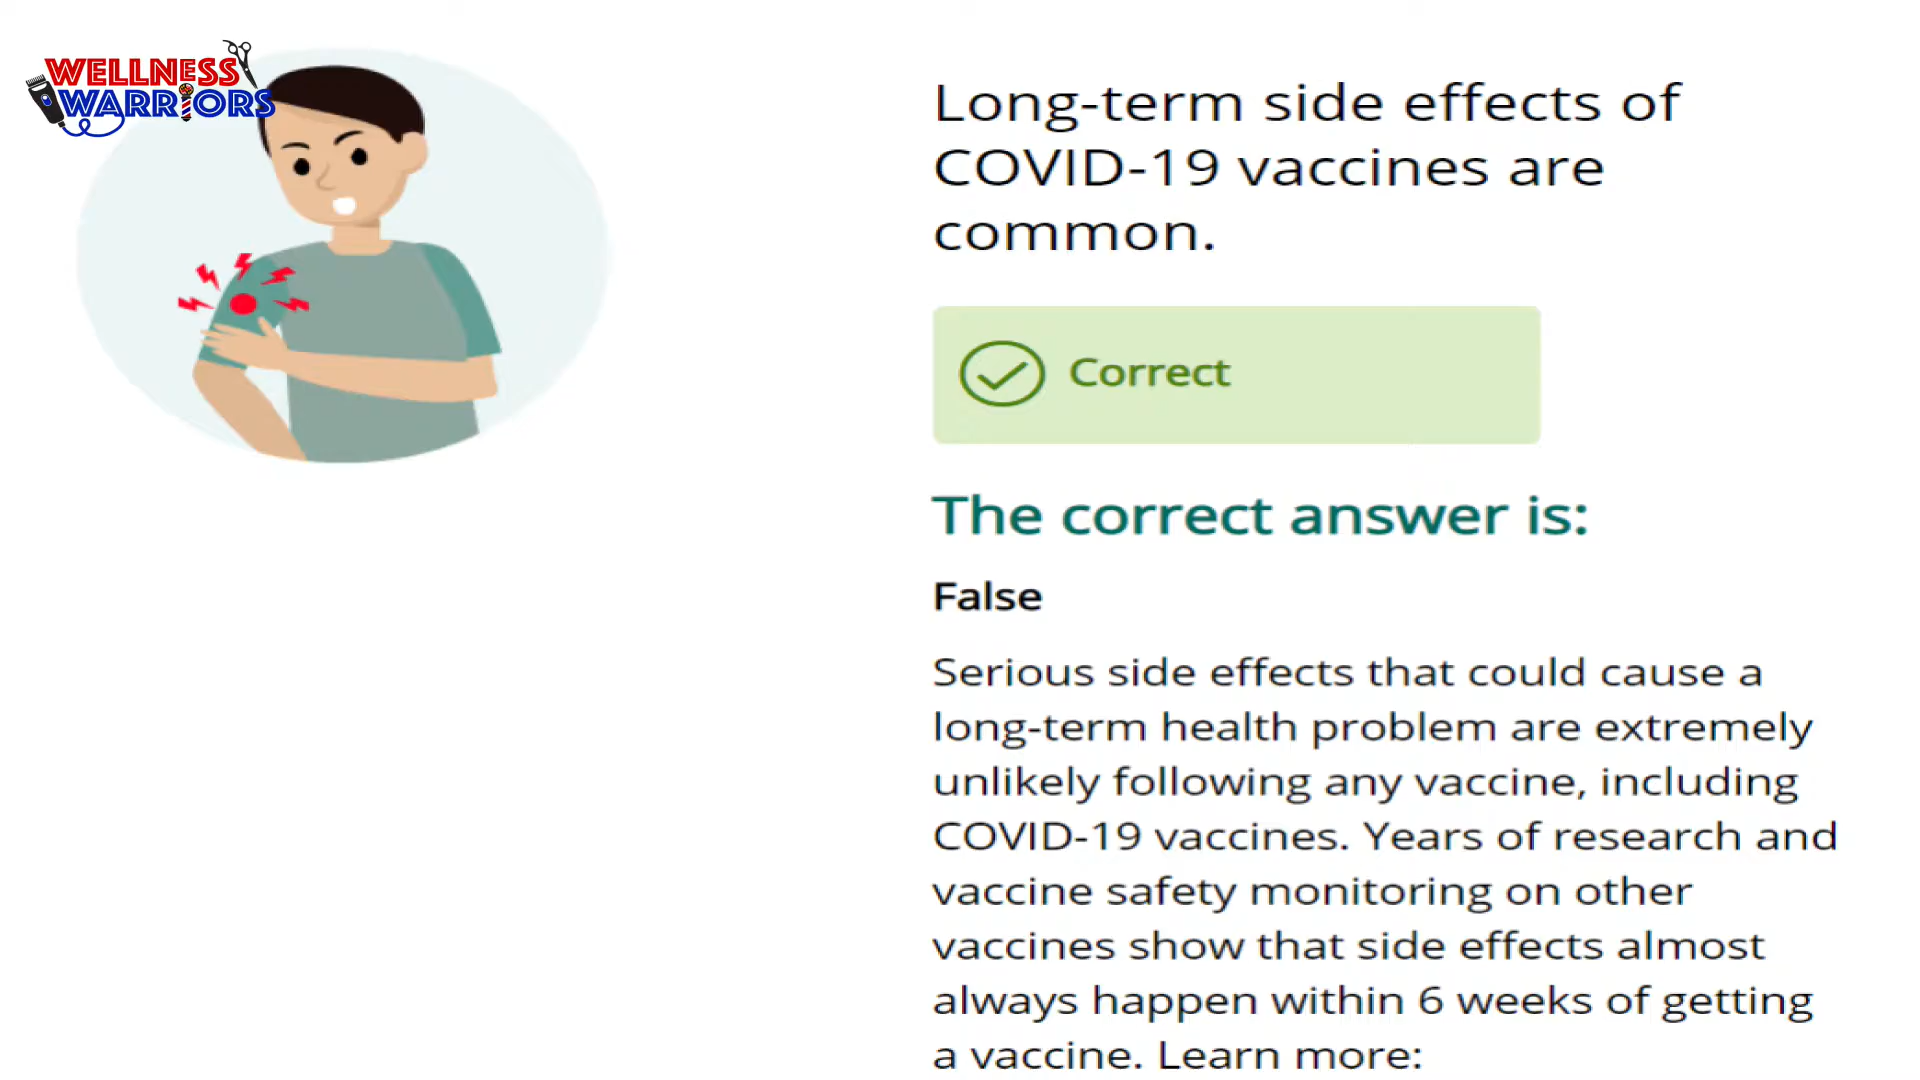 WELLNESS
WARRIORS
Long-term side effects of
COVID-19 vaccines are
common.
Correct
The correct answer is:
False
Serious side effects that could cause a
long-term health problem are extremely
unlikely following any vaccine, including
COVID-19 vaccines. Years of research and
vaccine safety monitoring on other
vaccines show that side effects almost
always happen within 6 weeks of getting
a vaccine. Learn more: